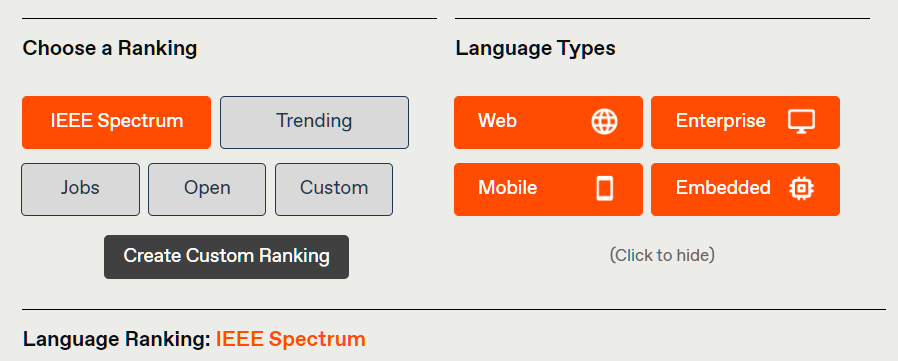 Choose a Ranking
IEEE Spectrum
Trending
Jobs
Open
Custom
Create Custom Ranking
Language Types
Web
Enterprise
Mobile
Embedded
(Click to hide)
Language Ranking: IEEE Spectrum